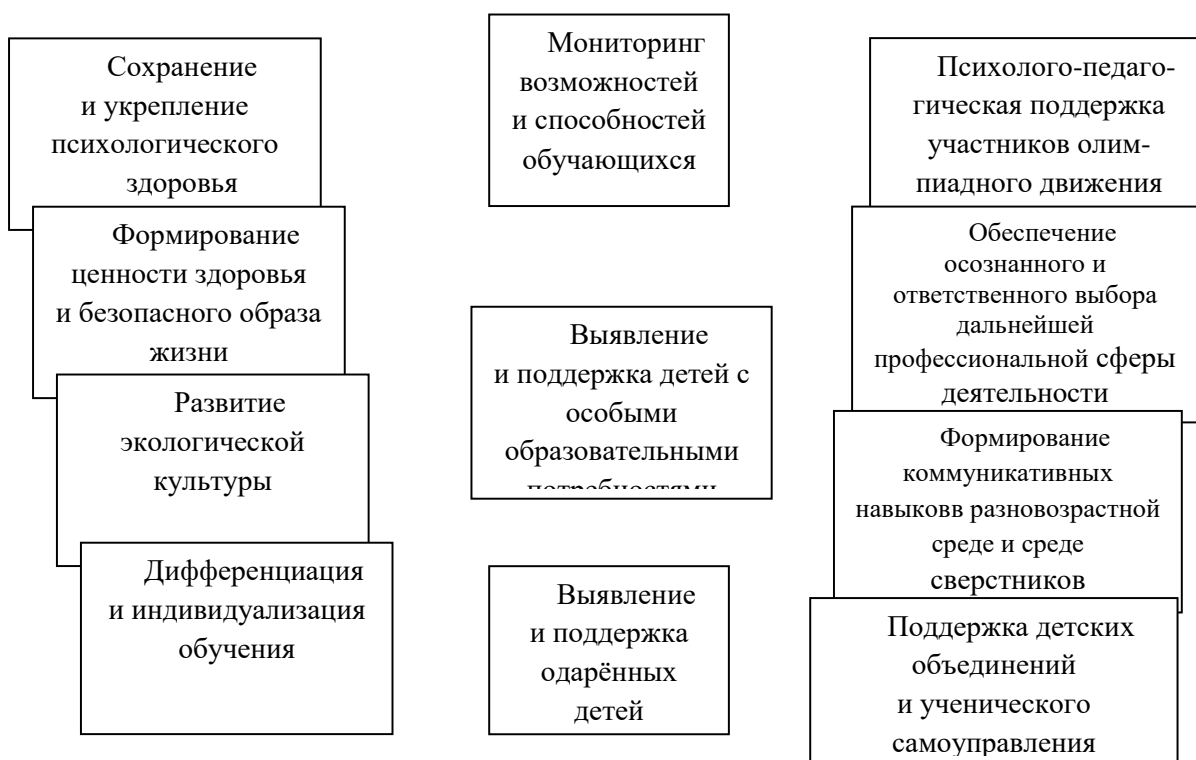 Сохранение
и укрепление
психологического
здоровья
Формирование
ценности здоровья
и безопасного образа
жизни
Развитие
экологической
культуры
Дифференциация
и индивидуализация
обучения
Мониторинг
возможностей
и способностей
обучающихся
Выявление
и поддержка детей с
особыми
образовательными
потребностями
Выявление
и поддержка
одарённых
детей
Психолого-педаго-
гическая поддержка
участников олим-
пиадного движения
Обеспечение
осознанного и
ответственного выбора
дальнейшей
профессиональной сферы
деятельности
Формирование
коммуникативных
навыковв разновозрастной
среде и среде
сверстников
Поддержка детских
объединений
и ученического
самоуправления